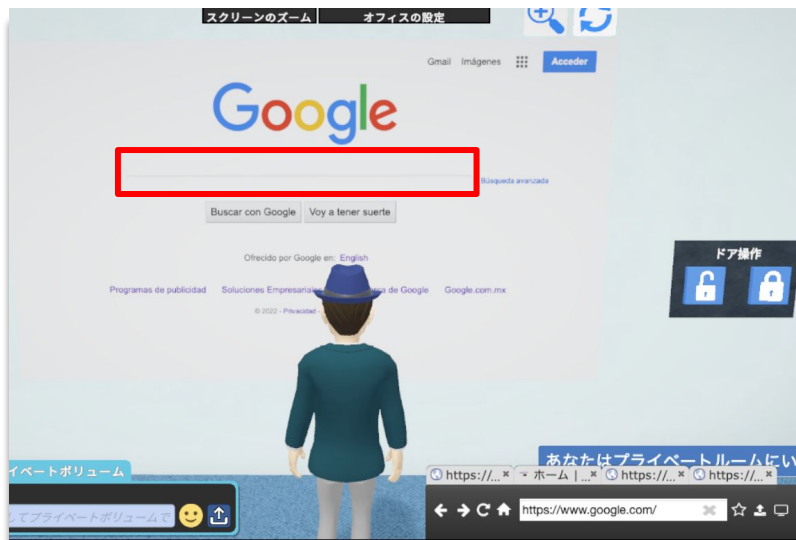 スクリーンのズーム オフィスの設定
Gmail Imágenes Acceder
Google
Búsqueda avanzada
Buscar con Google Voy a tener suerte
Ofrecido por Google en: English
Programas de publicidad Soluciones Empresariales de Google Google.com.mx
© 2022 - Privacidad -
ドア操作
あなたはプライベートルームにい
イベートボリューム
https://... ホーム | ... https://... https://...
してプライベートボリュームで
https://www.google.com/